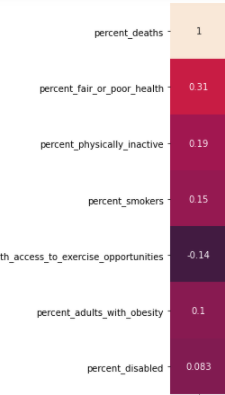 percent_deaths 1
percent_fair_or_poor_health 0.31
percent_physically_inactive 0.19
percent_smokers 0.15
th_access_to_exercise_opportunities -0.14
percent_adults_with_obesity 0.1
percent_disabled 0.083